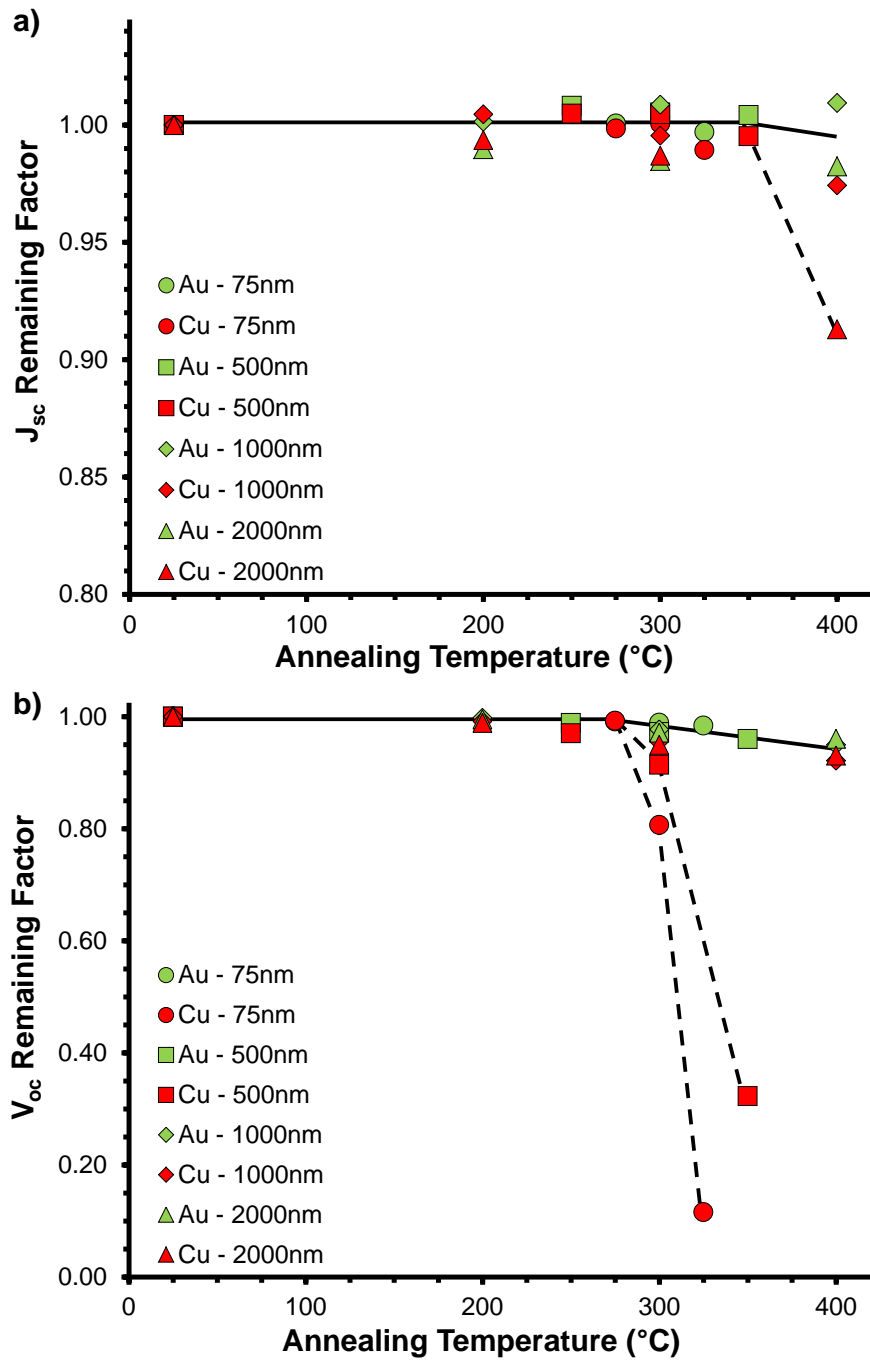 a)
1.00
0.95
0.90
0.85
0.80
J_sc Remaining Factor
Au - 75nm
Cu - 75nm
Au - 500nm
Cu - 500nm
Au - 1000nm
Cu - 1000nm
Au - 2000nm
Cu - 2000nm
0 100 200 300 400
Annealing Temperature (°C)
b)
1.00
0.80
0.60
0.40
0.20
0.00
V_oc Remaining Factor
Au - 75nm
Cu - 75nm
Au - 500nm
Cu - 500nm
Au - 1000nm
Cu - 1000nm
Au - 2000nm
Cu - 2000nm
0 100 200 300 400
Annealing Temperature (°C)